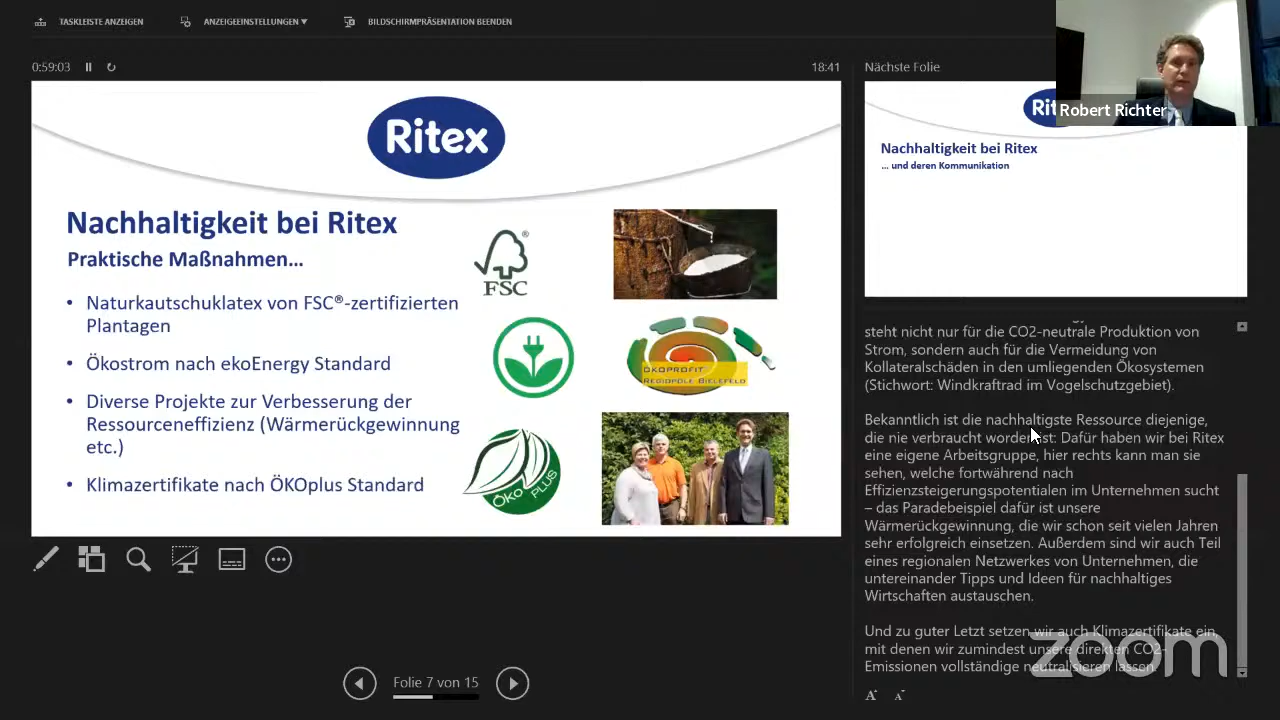 TASKLEISTE ANZEIGEN
ANZEIGEEINSTELLUNGEN ▼
BILDSCHIRMPRÄSENTATION BEENDEN
0:59:03
18:41
Ritex
Nachhaltigkeit bei Ritex
Praktische Maßnahmen…
• Naturkautschuklatex von FSC®-zertifizierten
Plantagen
• Ökostrom nach ekoEnergy Standard
• Diverse Projekte zur Verbesserung der
Ressourceneffizienz (Wärmerückgewinnung
etc.)
• Klimazertifikate nach ÖKOplus Standard
®
FSC
ÖKOPROFIT
REGIOPOLE BIELEFELD
Öko PLUS
Folie 7 von 15
Nächste Folie
Robert Richter
Rit
Nachhaltigkeit bei Ritex
… und deren Kommunikation
steht nicht nur für die CO2-neutrale Produktion von
Strom, sondern auch für die Vermeidung von
Kollateralschäden in den umliegenden Ökosystemen
(Stichwort: Windkraftrad im Vogelschutzgebiet).
Bekanntlich ist die nachhaltigste Ressource diejenige,
die nie verbraucht worden ist: Dafür haben wir bei Ritex
eine eigene Arbeitsgruppe, hier rechts kann man sie
sehen, welche fortwährend nach
Effizienzsteigerungspotentialen im Unternehmen sucht
– das Paradebeispiel dafür ist unsere
Wärmerückgewinnung, die wir schon seit vielen Jahren
sehr erfolgreich einsetzen. Außerdem sind wir auch Teil
eines regionalen Netzwerkes von Unternehmen, die
untereinander Tipps und Ideen für nachhaltiges
Wirtschaften austauschen.
Und zu guter Letzt setzen wir auch Klimazertifikate ein,
mit denen wir zumindest unsere direkten CO2-
Emissionen vollständige neutralisieren lassen.
zoom
A A